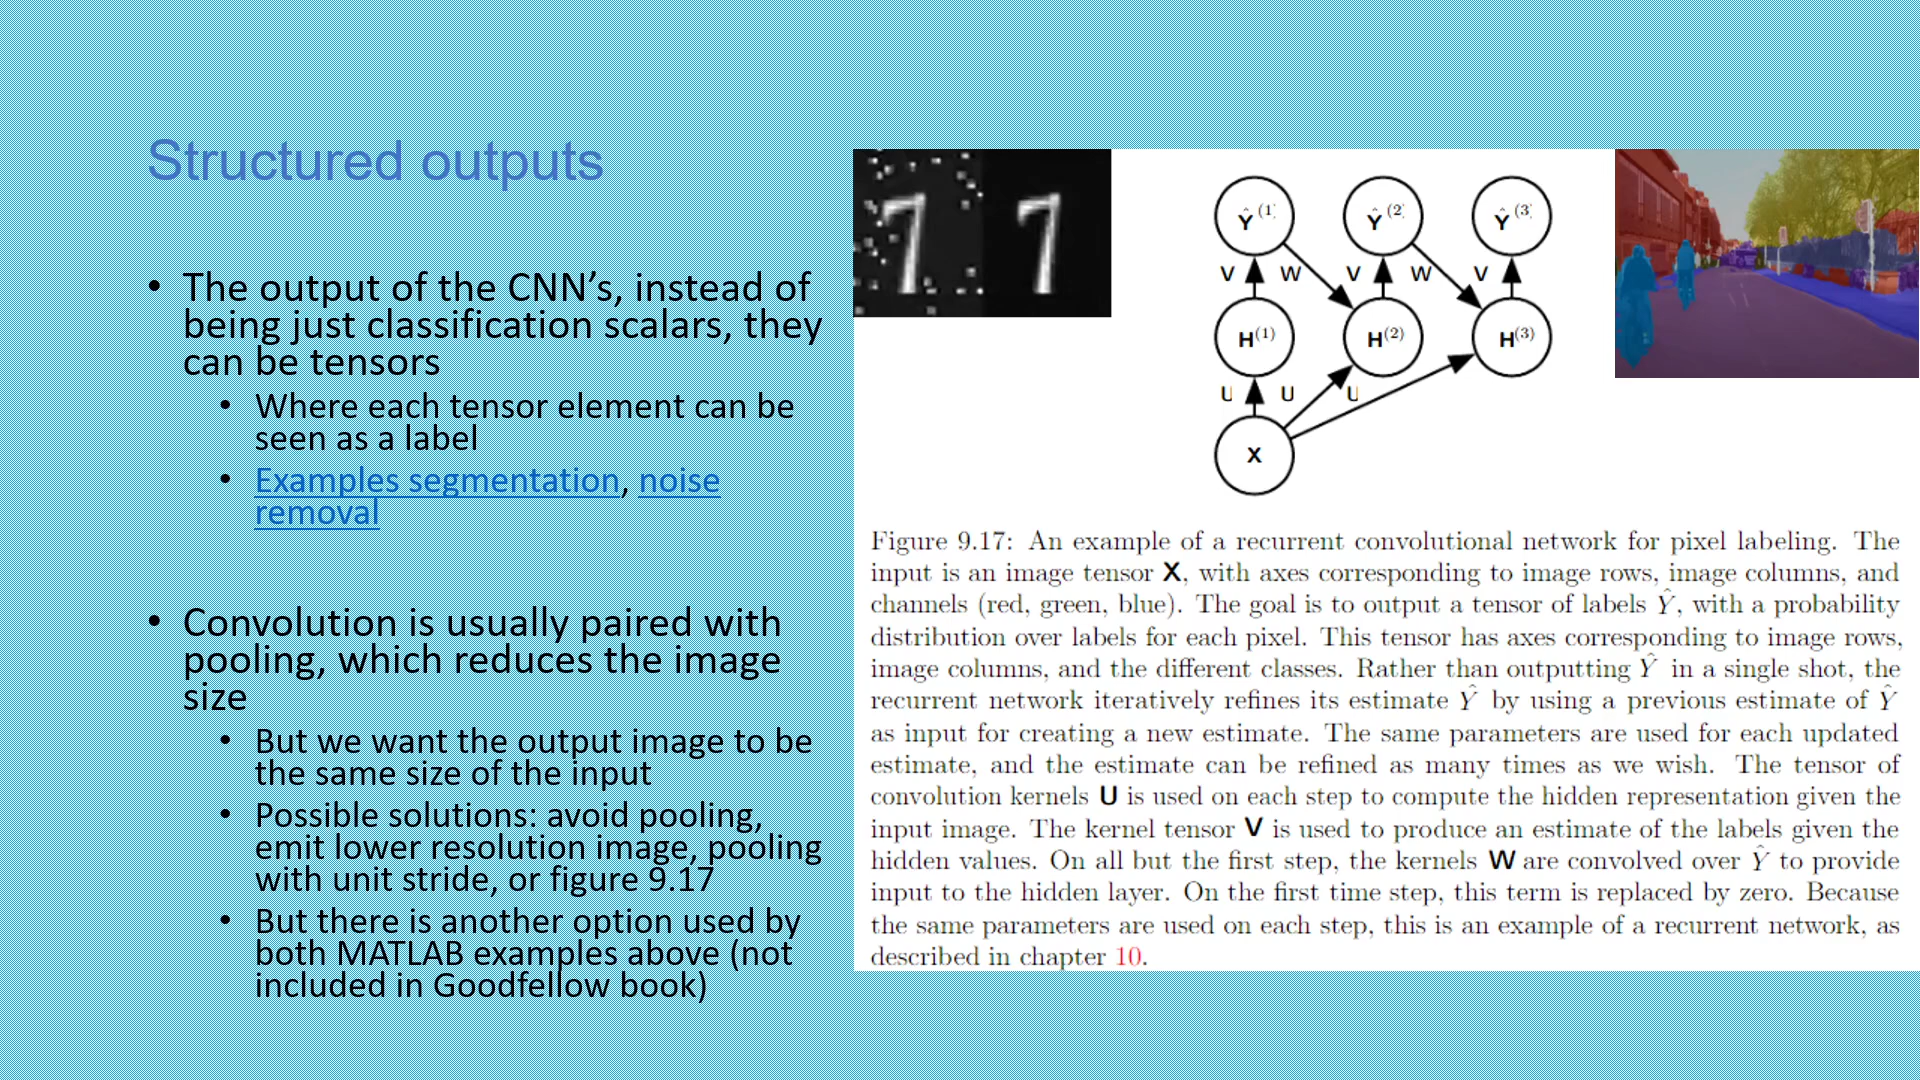 Structured outputs
• The output of the CNN’s, instead of
being just classification scalars, they
can be tensors
• Where each tensor element can be
seen as a label
• Examples segmentation, noise
removal
• Convolution is usually paired with
pooling, which reduces the image
size
• But we want the output image to be
the same size of the input
• Possible solutions: avoid pooling,
emit lower resolution image, pooling
with unit stride, or figure 9.17
• But there is another option used by
both MATLAB examples above (not
included in Goodfellow book)
7 7
Ŷ(1) Ŷ(2) Ŷ(3)
V W V W V
H(1) H(2) H(3)
U U U
X
Figure 9.17: An example of a recurrent convolutional network for pixel labeling. The
input is an image tensor X, with axes corresponding to image rows, image columns, and
channels (red, green, blue). The goal is to output a tensor of labels Ŷ, with a probability
distribution over labels for each pixel. This tensor has axes corresponding to image rows,
image columns, and the different classes. Rather than outputting Ŷ in a single shot, the
recurrent network iteratively refines its estimate Ŷ by using a previous estimate of Ŷ
as input for creating a new estimate. The same parameters are used for each updated
estimate, and the estimate can be refined as many times as we wish. The tensor of
convolution kernels U is used on each step to compute the hidden representation given the
input image. The kernel tensor V is used to produce an estimate of the labels given the
hidden values. On all but the first step, the kernels W are convolved over Ŷ to provide
input to the hidden layer. On the first time step, this term is replaced by zero. Because
the same parameters are used on each step, this is an example of a recurrent network, as
described in chapter 10.